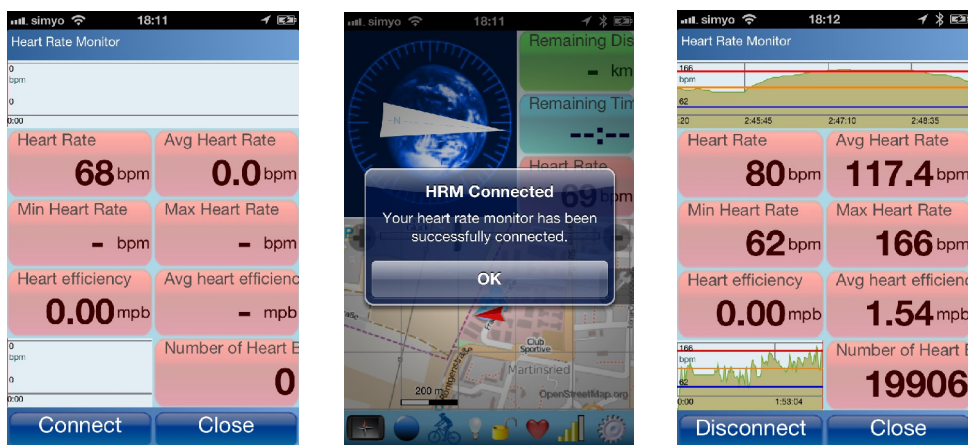 simyo 18:11
Heart Rate Monitor
0
bpm
0
0:00
Heart Rate
Avg Heart Rate
68 bpm
0.0 bpm
Min Heart Rate
Max Heart Rate
- bpm
- bpm
Heart efficiency
Avg heart efficienc
0.00 mpb
- mpb
0
bpm
0
0:00
Number of Heart B
0
Connect
Close
simyo 18:11
Remaining Dis
- km
Remaining Tim
--:--
Heart Rate
69 bpm
N
HRM Connected
Your heart rate monitor has been
successfully connected.
OK
Club
Sportive
Martinsried
200 m
OpenStreetMap.org
simyo 18:12
Heart Rate Monitor
166
bpm
62
:20 2:45:45 2:47:10 2:48:35
Heart Rate
Avg Heart Rate
80 bpm
117.4 bpm
Min Heart Rate
Max Heart Rate
62 bpm
166 bpm
Heart efficiency
Avg heart efficienc
0.00 mpb
1.54 mpb
166
bpm
62
0:00 1:53:04
Number of Heart B
19906
Disconnect
Close